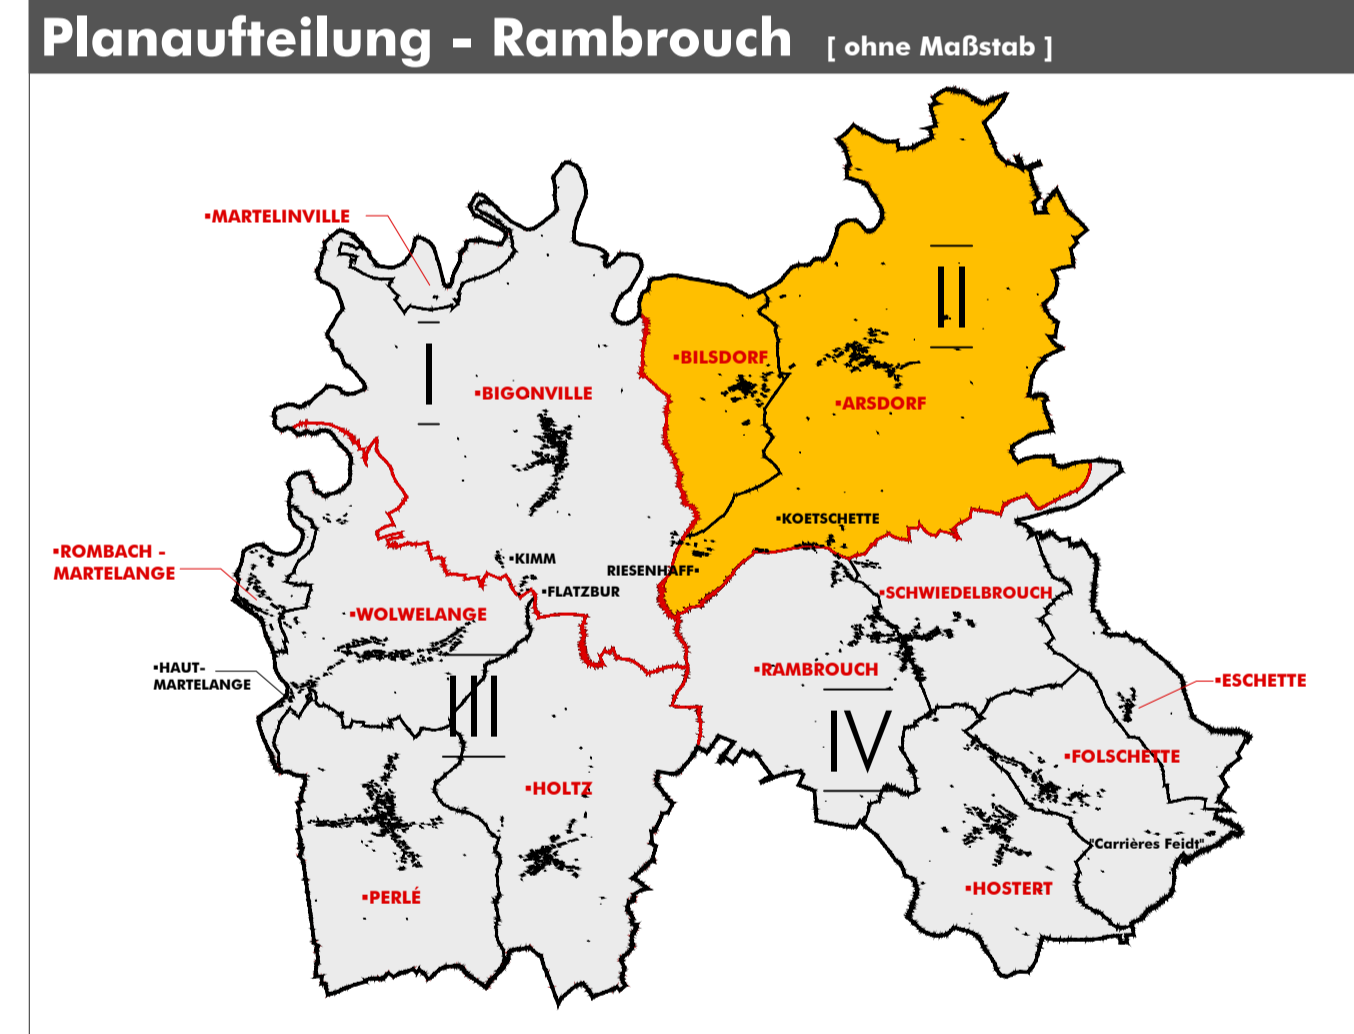 Planaufteilung - Rambrouch [ ohne Maßstab ]
▪MARTELINVILLE
II
I
▪BILSDORF
▪BIGONVILLE
▪ARSDORF
▪KOETSCHETTE
▪ROMBACH -
MARTELANGE
▪KIMM
RIESENHAFF▪
▪FLATZBUR
▪SCHWIEDELBROUCH
▪WOLWELANGE
▪HAUT-
MARTELANGE
▪RAMBROUCH
▪ESCHETTE
III
IV
▪FOLSCHETTE
▪HOLTZ
"Carrières Feidt"
▪HOSTERT
▪PERLÉ